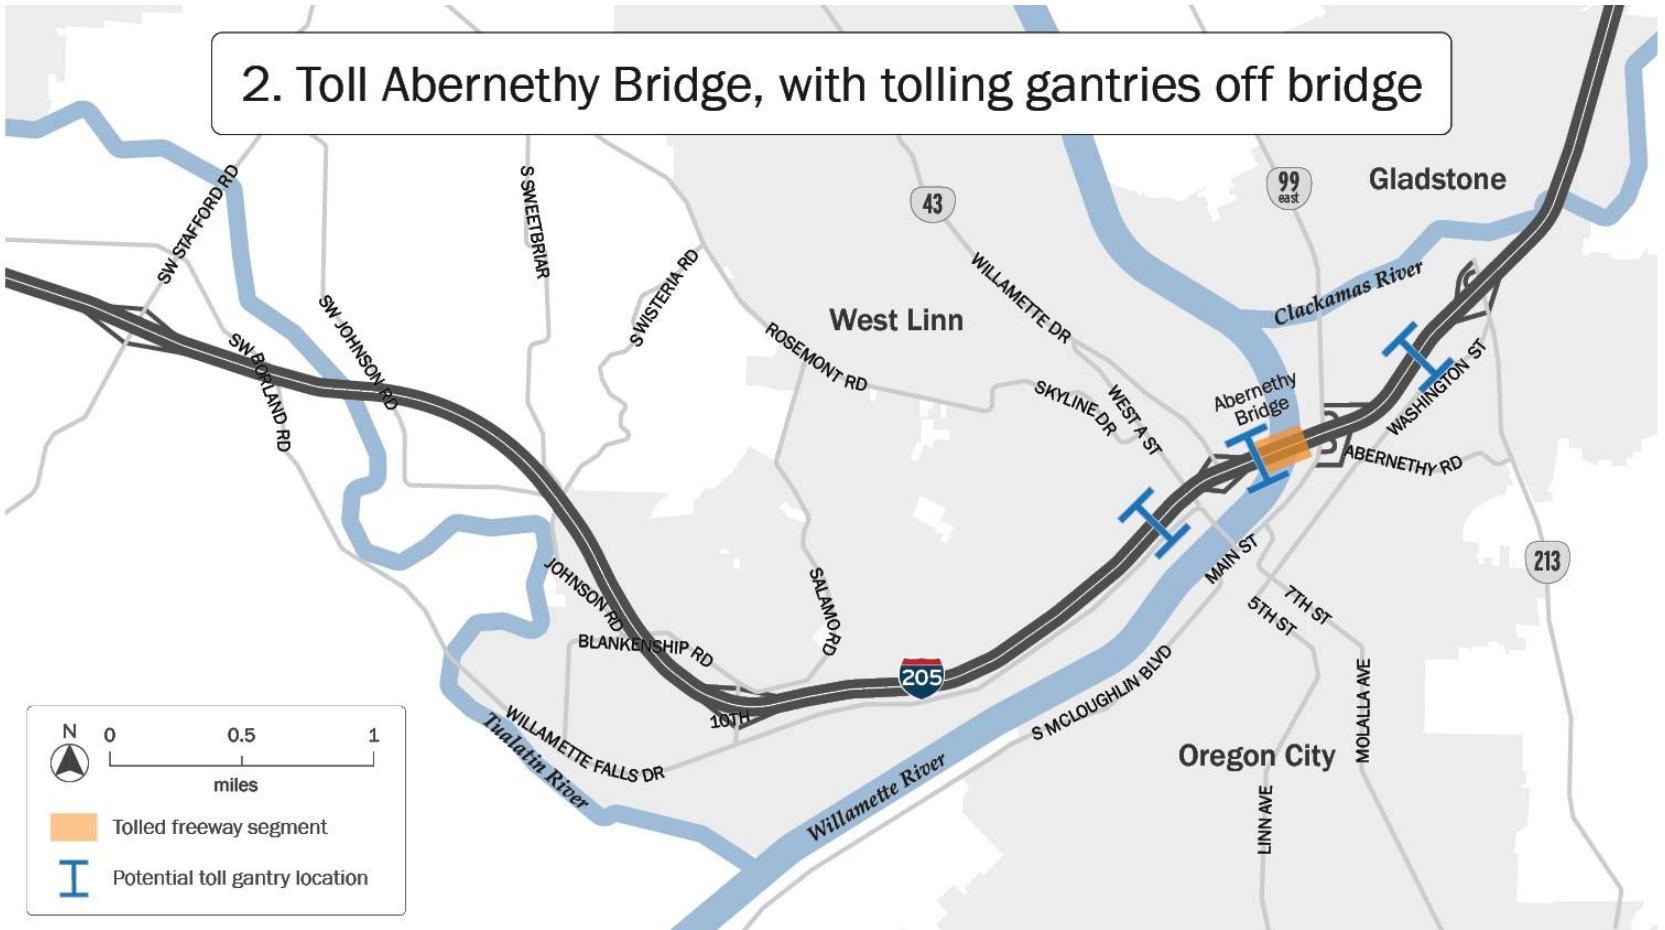 2. Toll Abernethy Bridge, with tolling gantries off bridge
SW STAFFORD RD
S SWEETBRIAR
43
99
east
Gladstone
S WISTERIA RD
WILLAMETTE DR
Clackamas River
SW JOHNSON RD
West Linn
ROSEMONT RD
SW BORLAND RD
SKYLINE DR
WEST A ST
Abernethy
Bridge
WASHINGTON ST
ABERNETHY RD
JOHNSON RD
SALAMO RD
MAIN ST
213
7TH ST
5TH ST
BLANKENSHIP RD
205
10TH
S MCLOUGHLIN BLVD
MOLALLA AVE
WILLAMETTE FALLS DR
Tualatin River
Oregon City
Willamette River
LINN AVE
N
0 0.5 1
miles
Tolled freeway segment
Potential toll gantry location